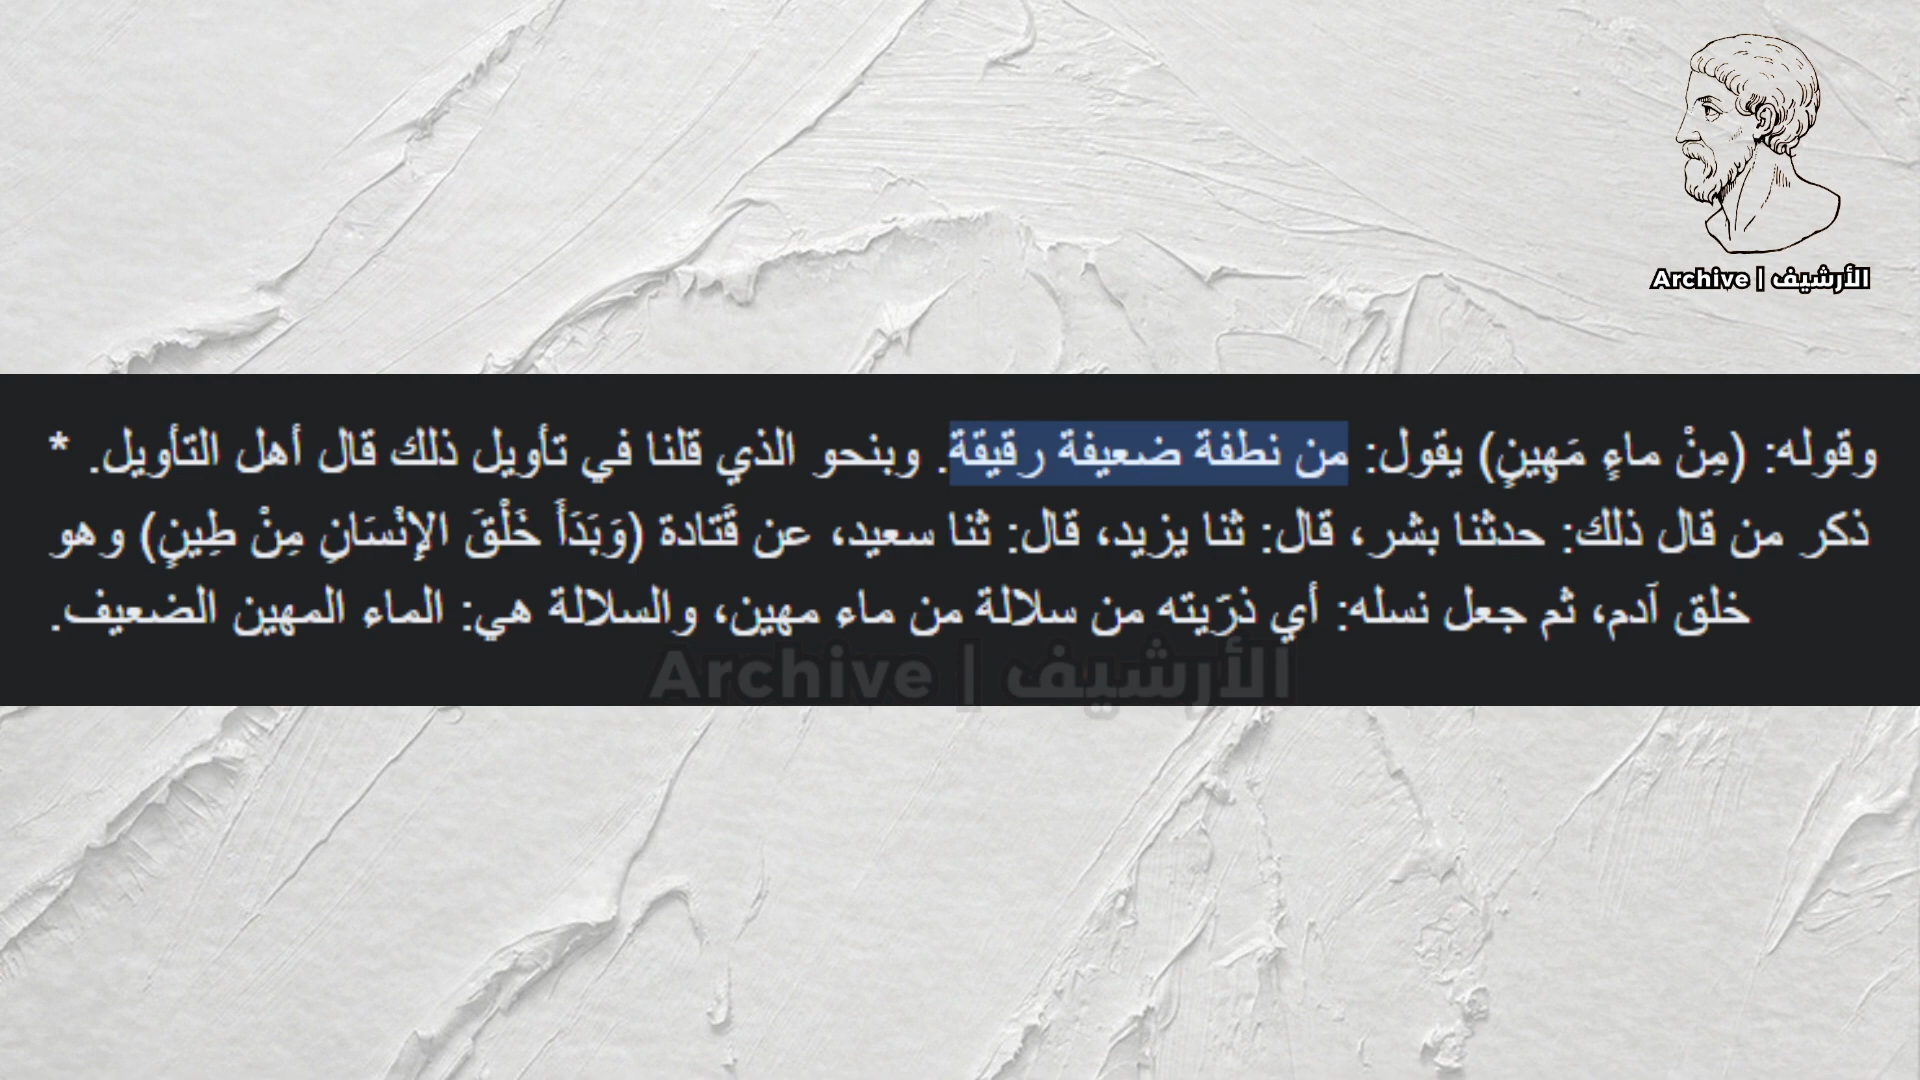 Archive | الأرشيف
وقوله: (مِنْ ماءٍ مَهِينٍ) يقول: من نطفة ضعيفة رقيقة. وبنحو الذي قلنا في تأويل ذلك قال أهل التأويل. *
ذكر من قال ذلك: حدثنا بشر، قال: ثنا يزيد، قال: ثنا سعيد، عن قَتادة (وَبَدَأَ خَلْقَ الإنْسَانِ مِنْ طِينٍ) وهو
خلق آدم، ثم جعل نسله: أي ذرّيته من سلالة من ماء مهين، والسلالة هي: الماء المهين الضعيف.
Archive | الأرشيف